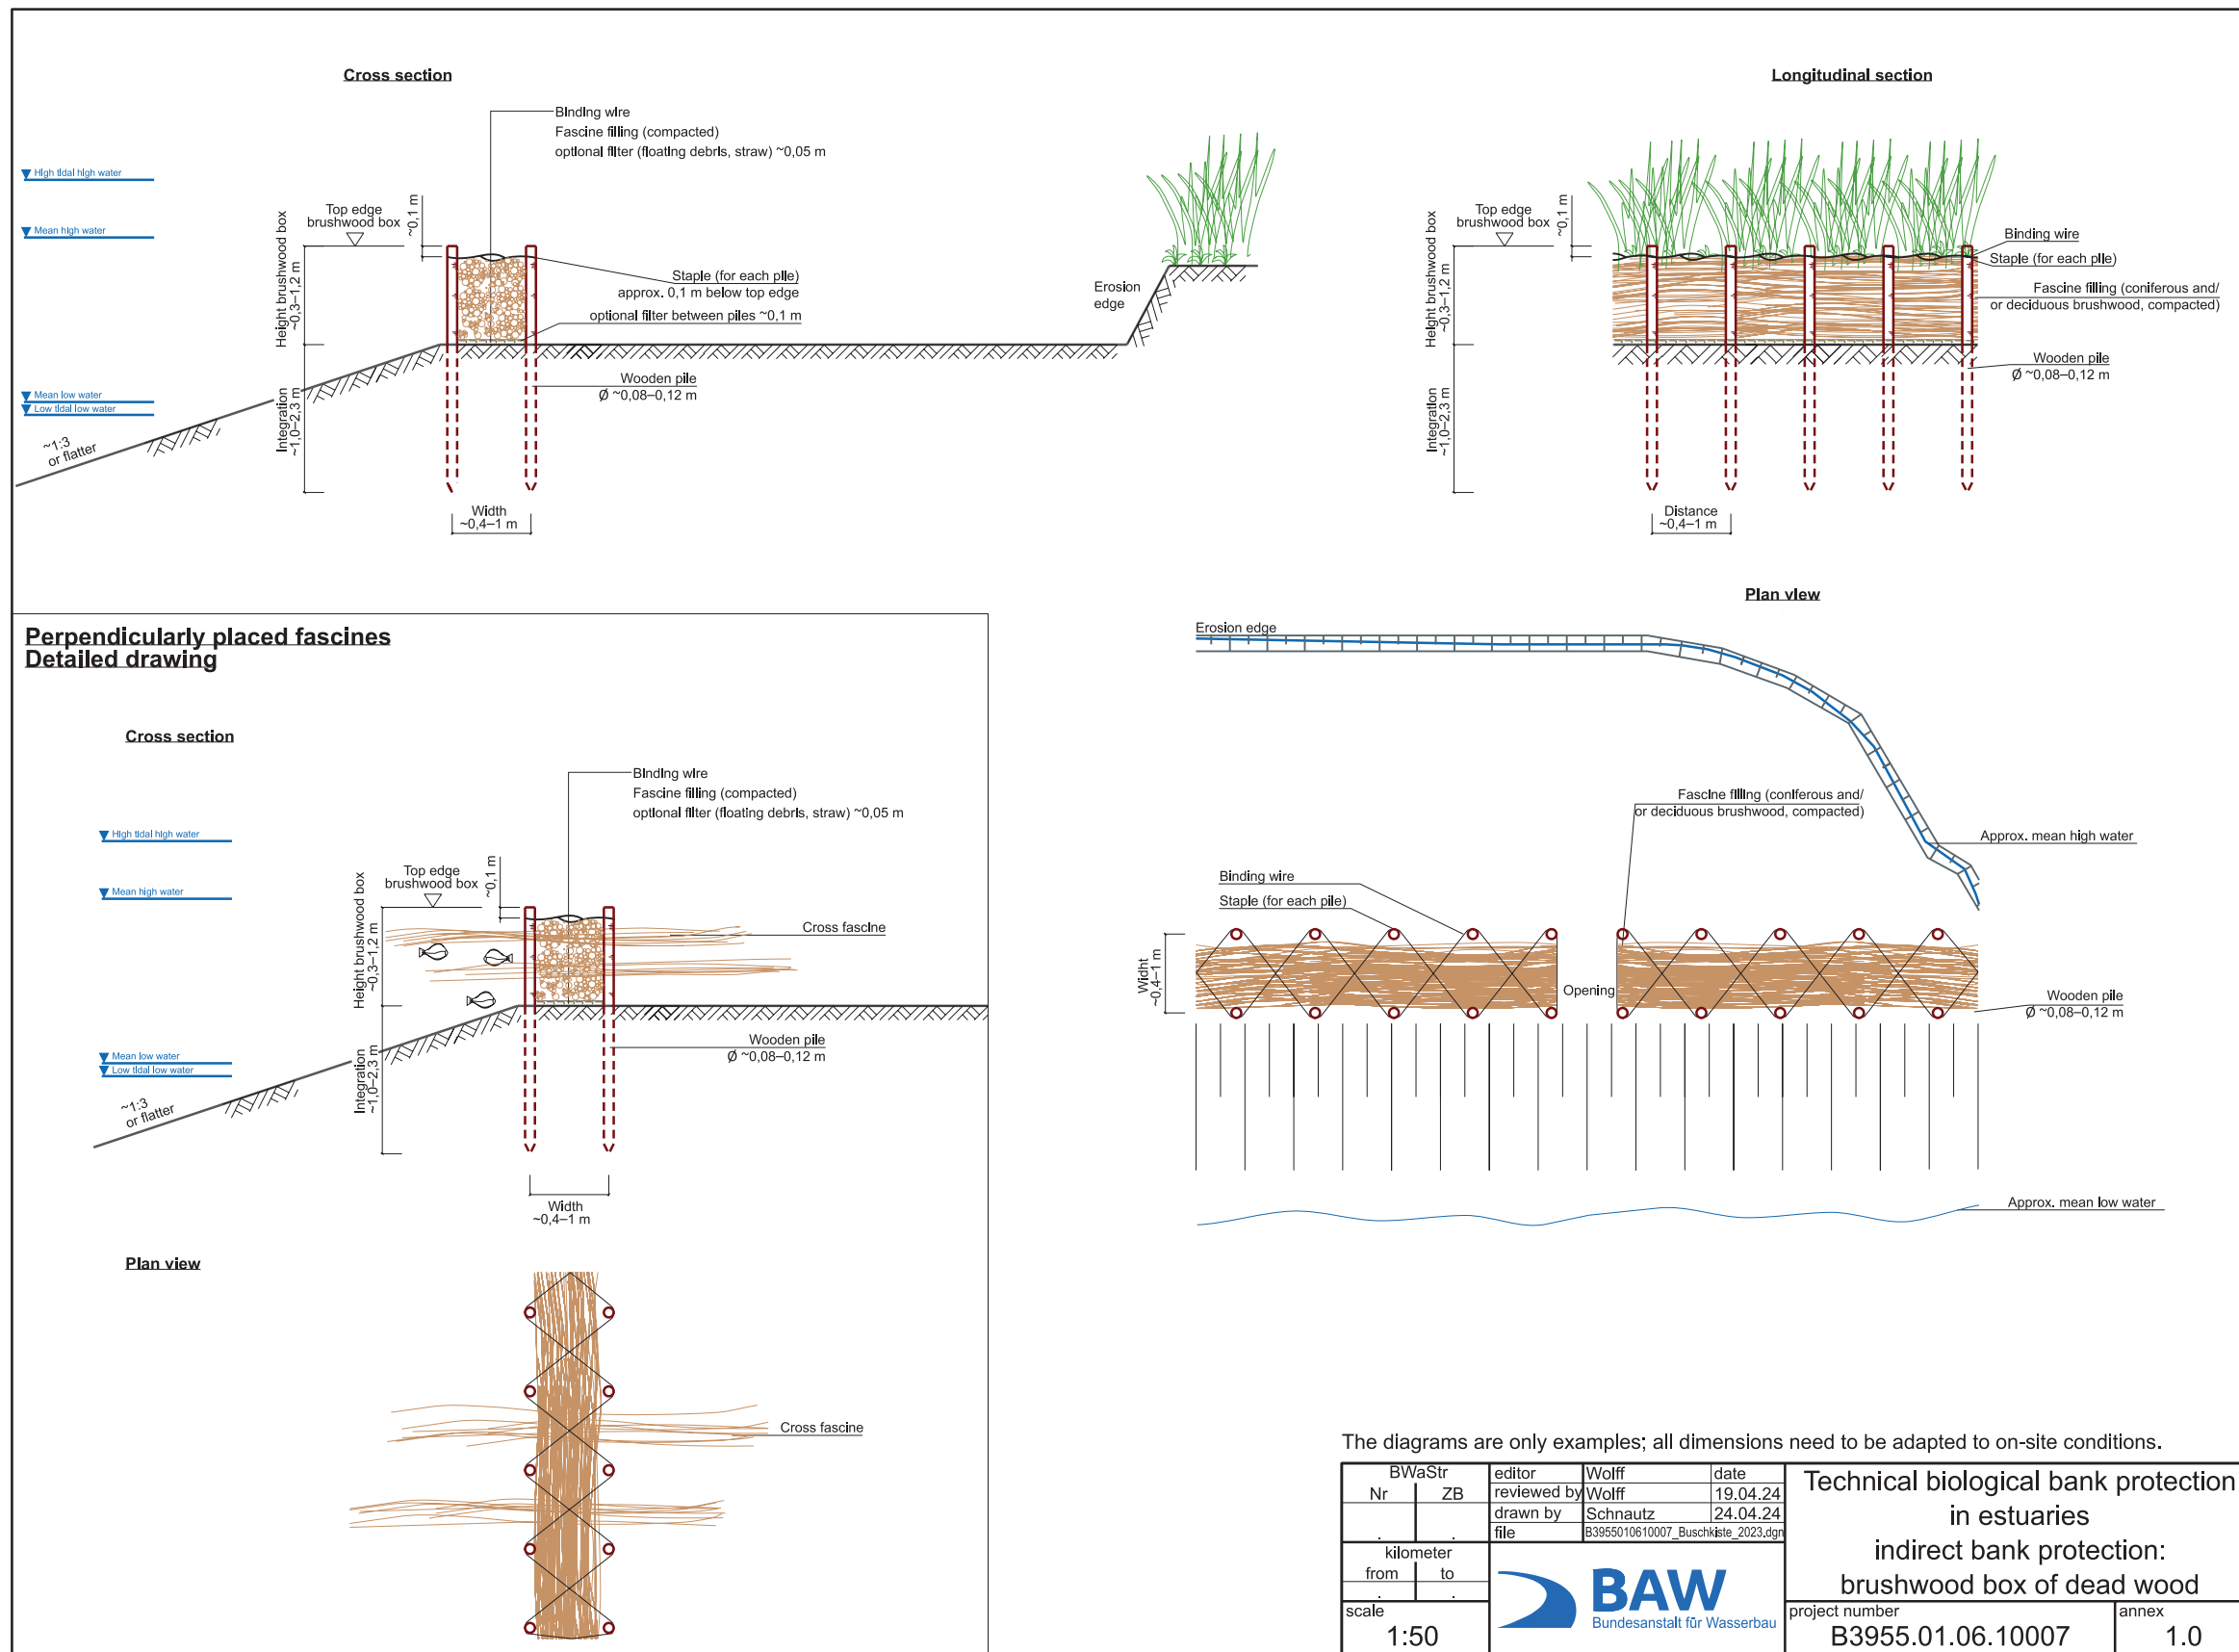 Cross section
Binding wire
Fascine filling (compacted)
optional filter (floating debris, straw) ~0,05 m
High tidal high water
Mean high water
Mean low water
Low tidal low water
Top edge
brushwood box
~0,1 m
Height brushwood box
~0,3–1,2 m
Integration
~1,0–2,3 m
Staple (for each pile)
approx. 0,1 m below top edge
optional filter between piles ~0,1 m
Wooden pile
Ø ~0,08–0,12 m
Erosion
edge
~1:3
or flatter
Width
~0,4–1 m
Longitudinal section
Top edge
brushwood box
~0,1 m
Height brushwood box
~0,3–1,2 m
Integration
~1,0–2,3 m
Binding wire
Staple (for each pile)
Fascine filling (coniferous and/
or deciduous brushwood, compacted)
Wooden pile
Ø ~0,08–0,12 m
Distance
~0,4–1 m
Perpendicularly placed fascines
Detailed drawing
Cross section
Binding wire
Fascine filling (compacted)
optional filter (floating debris, straw) ~0,05 m
High tidal high water
Mean high water
Mean low water
Low tidal low water
Top edge
brushwood box
~0,1 m
Height brushwood box
~0,3–1,2 m
Integration
~1,0–2,3 m
Cross fascine
Wooden pile
Ø ~0,08–0,12 m
~1:3
or flatter
Width
~0,4–1 m
Plan view
Cross fascine
Plan view
Erosion edge
Fascine filling (coniferous and/
or deciduous brushwood, compacted)
Approx. mean high water
Binding wire
Staple (for each pile)
Widht
~0,4–1 m
Opening
Wooden pile
Ø ~0,08–0,12 m
Approx. mean low water
The diagrams are only examples; all dimensions need to be adapted to on-site conditions.
BWaStr
Nr ZB
. .
kilometer
from to
. .
scale
1:50
editor Wolff date
reviewed by Wolff 19.04.24
drawn by Schnautz 24.04.24
file B3955010610007_Buschkiste_2023.dgn
BAW
Bundesanstalt für Wasserbau
Technical biological bank protection
in estuaries
indirect bank protection:
brushwood box of dead wood
project number
B3955.01.06.10007
annex
1.0